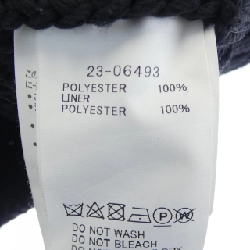 23-06493
POLYESTER 100%
LINER
POLYESTER 100%
DO NOT WASH
DO NOT BLEACH